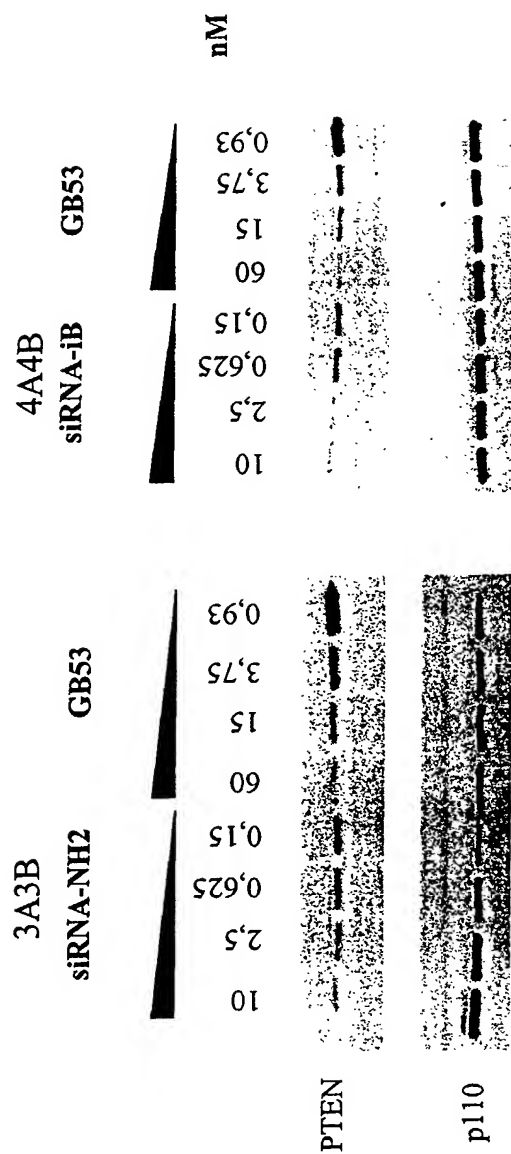 3A3B
4A4B
siRNA-NH2
GB53
siRNA-iB
GB53
10 2,5 0,625 0,15 60 15 3,75 0,93
10 2,5 0,625 0,15 60 15 3,75 0,93 nM
PTEN
p110